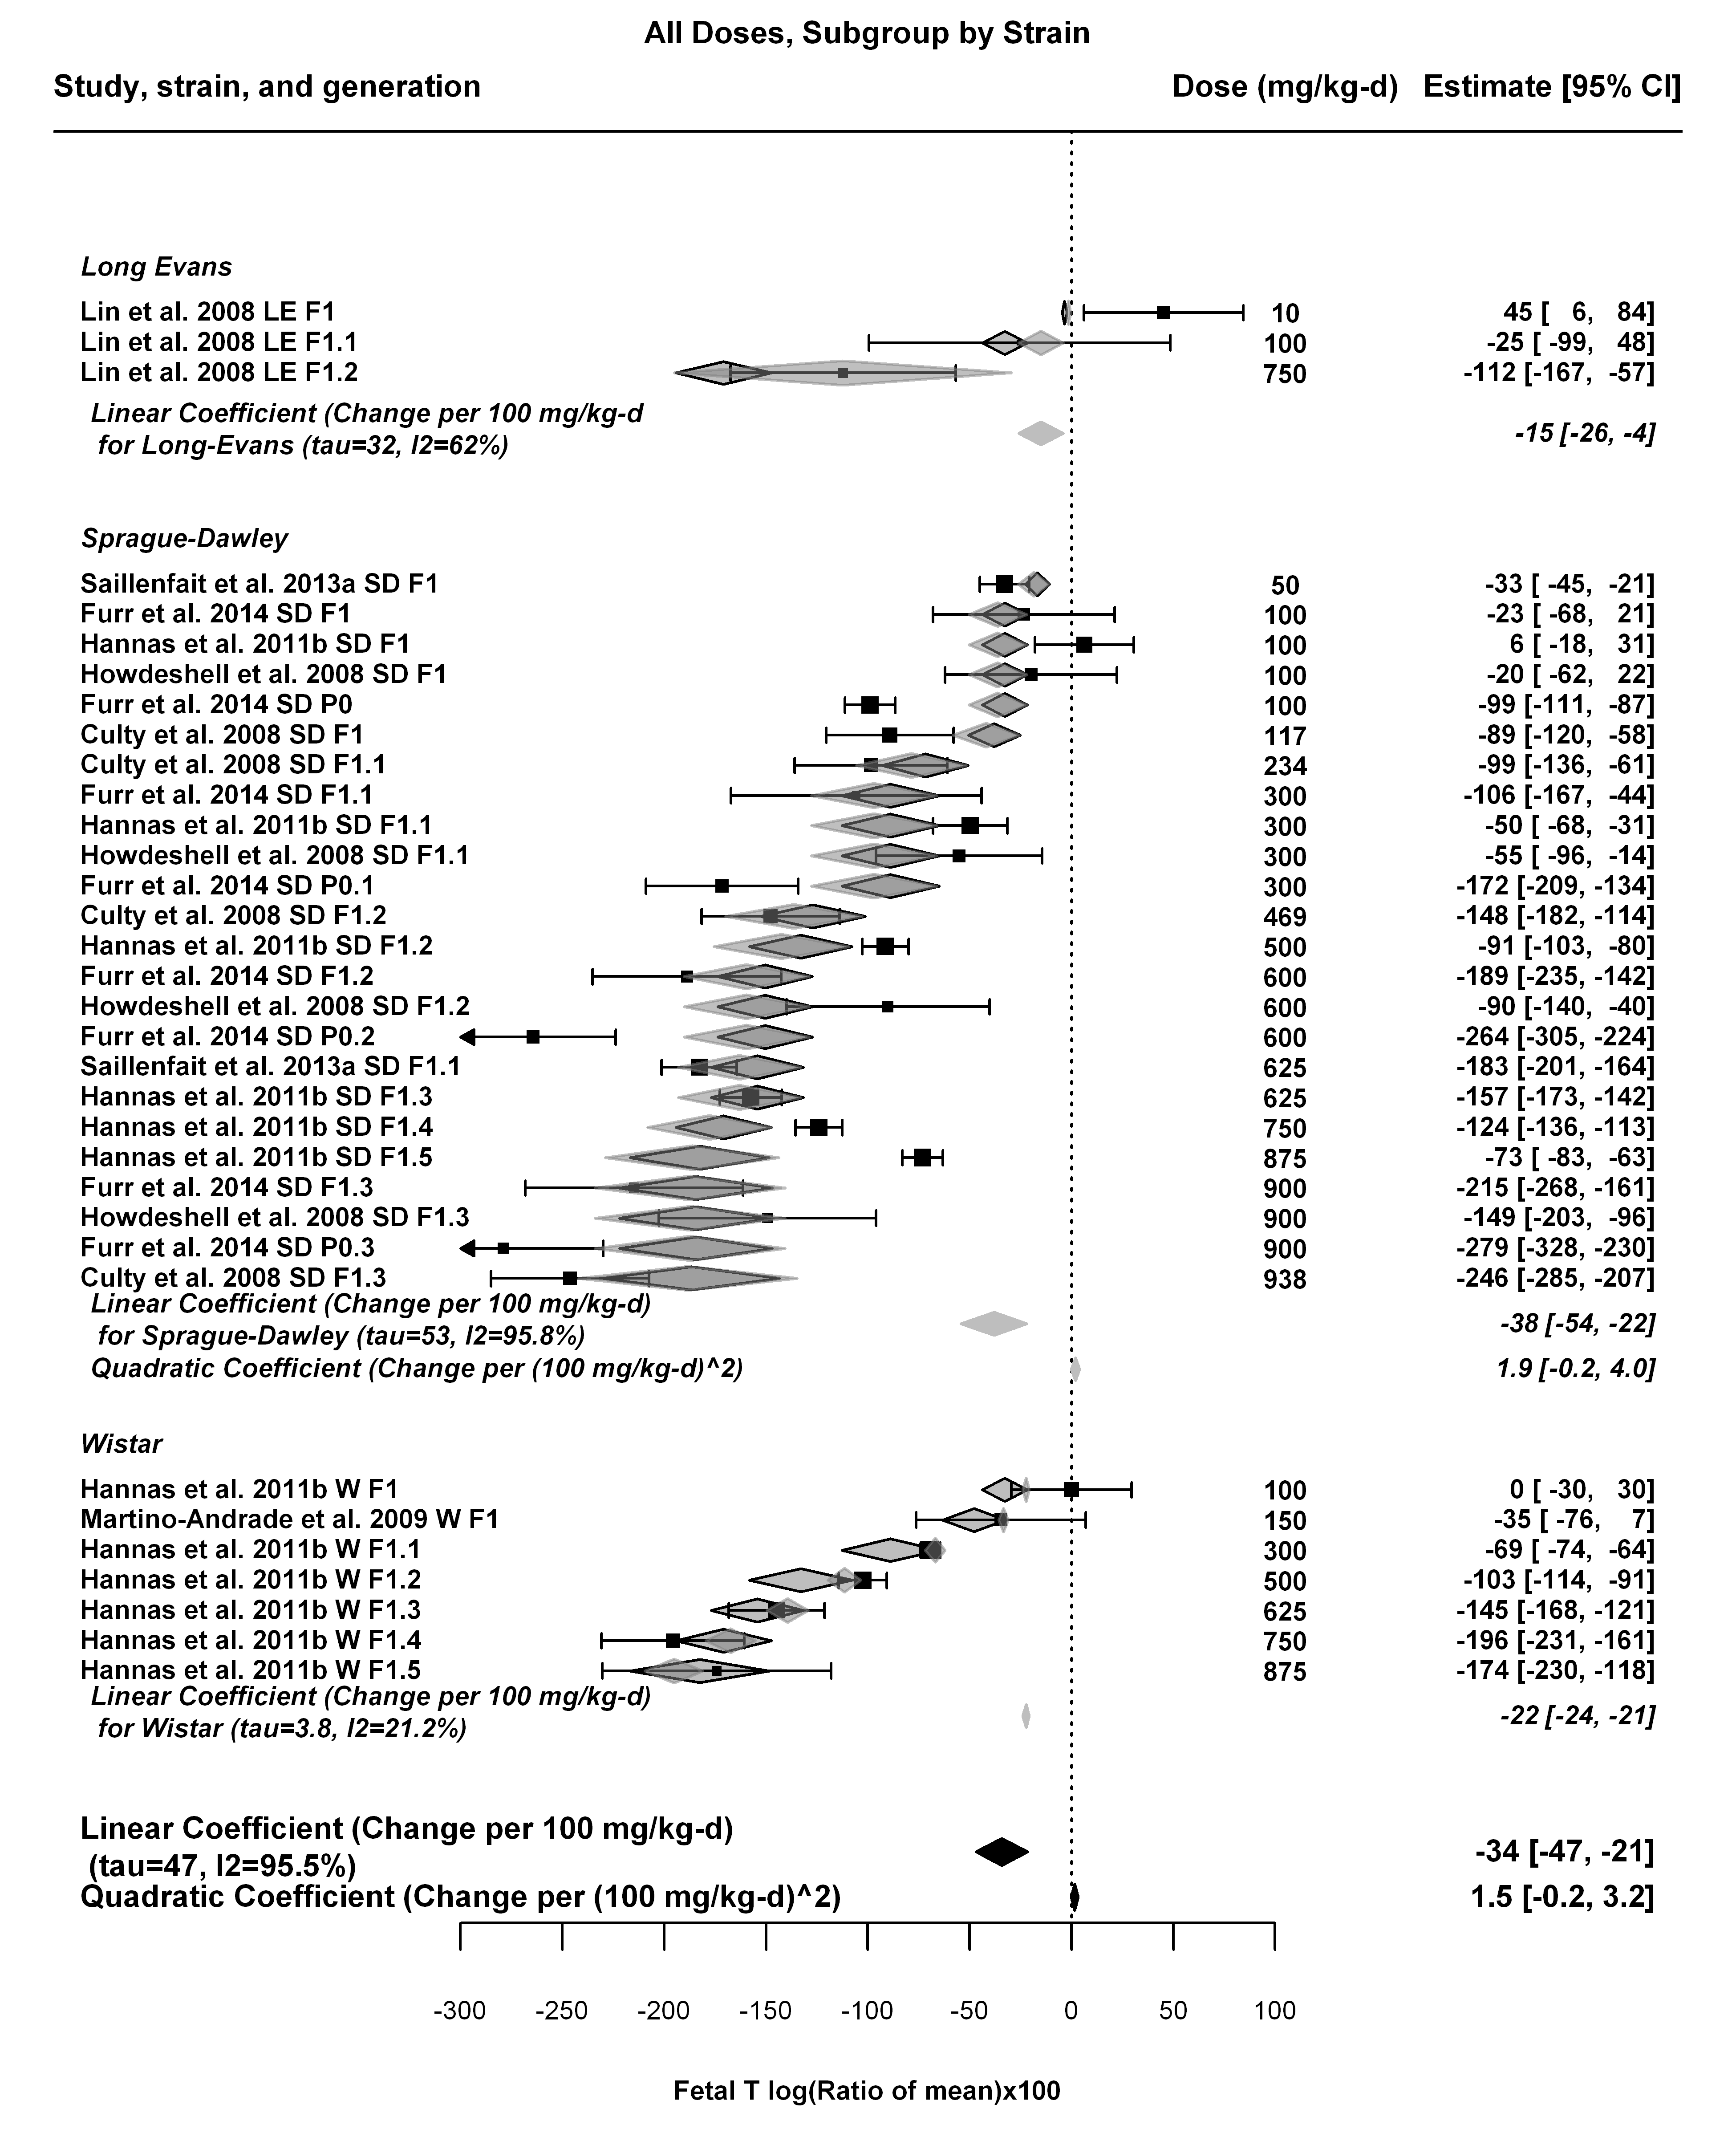 All Doses, Subgroup by Strain
Study, strain, and generation Dose (mg/kg-d) Estimate [95% CI]
Long Evans
Lin et al. 2008 LE F1 10 45 [ 6, 84]
Lin et al. 2008 LE F1.1 100 -25 [ -99, 48]
Lin et al. 2008 LE F1.2 750 -112 [-167, -57]
Linear Coefficient (Change per 100 mg/kg-d
for Long-Evans (tau=32, I2=62%) -15 [-26, -4]
Sprague-Dawley
Saillenfait et al. 2013a SD F1 50 -33 [ -45, -21]
Furr et al. 2014 SD F1 100 -23 [ -68, 21]
Hannas et al. 2011b SD F1 100 6 [ -18, 31]
Howdeshell et al. 2008 SD F1 100 -20 [ -62, 22]
Furr et al. 2014 SD P0 100 -99 [-111, -87]
Culty et al. 2008 SD F1 117 -89 [-120, -58]
Culty et al. 2008 SD F1.1 234 -99 [-136, -61]
Furr et al. 2014 SD F1.1 300 -106 [-167, -44]
Hannas et al. 2011b SD F1.1 300 -50 [ -68, -31]
Howdeshell et al. 2008 SD F1.1 300 -55 [ -96, -14]
Furr et al. 2014 SD P0.1 300 -172 [-209, -134]
Culty et al. 2008 SD F1.2 469 -148 [-182, -114]
Hannas et al. 2011b SD F1.2 500 -91 [-103, -80]
Furr et al. 2014 SD F1.2 600 -189 [-235, -142]
Howdeshell et al. 2008 SD F1.2 600 -90 [-140, -40]
Furr et al. 2014 SD P0.2 600 -264 [-305, -224]
Saillenfait et al. 2013a SD F1.1 625 -183 [-201, -164]
Hannas et al. 2011b SD F1.3 625 -157 [-173, -142]
Hannas et al. 2011b SD F1.4 750 -124 [-136, -113]
Hannas et al. 2011b SD F1.5 875 -73 [ -83, -63]
Furr et al. 2014 SD F1.3 900 -215 [-268, -161]
Howdeshell et al. 2008 SD F1.3 900 -149 [-203, -96]
Furr et al. 2014 SD P0.3 900 -279 [-328, -230]
Culty et al. 2008 SD F1.3 938 -246 [-285, -207]
Linear Coefficient (Change per 100 mg/kg-d)
for Sprague-Dawley (tau=53, I2=95.8%) -38 [-54, -22]
Quadratic Coefficient (Change per (100 mg/kg-d)^2) 1.9 [-0.2, 4.0]
Wistar
Hannas et al. 2011b W F1 100 0 [ -30, 30]
Martino-Andrade et al. 2009 W F1 150 -35 [ -76, 7]
Hannas et al. 2011b W F1.1 300 -69 [ -74, -64]
Hannas et al. 2011b W F1.2 500 -103 [-114, -91]
Hannas et al. 2011b W F1.3 625 -145 [-168, -121]
Hannas et al. 2011b W F1.4 750 -196 [-231, -161]
Hannas et al. 2011b W F1.5 875 -174 [-230, -118]
Linear Coefficient (Change per 100 mg/kg-d)
for Wistar (tau=3.8, I2=21.2%) -22 [-24, -21]
Linear Coefficient (Change per 100 mg/kg-d)
(tau=47, I2=95.5%) -34 [-47, -21]
Quadratic Coefficient (Change per (100 mg/kg-d)^2) 1.5 [-0.2, 3.2]
-300 -250 -200 -150 -100 -50 0 50 100
Fetal T log(Ratio of mean)x100